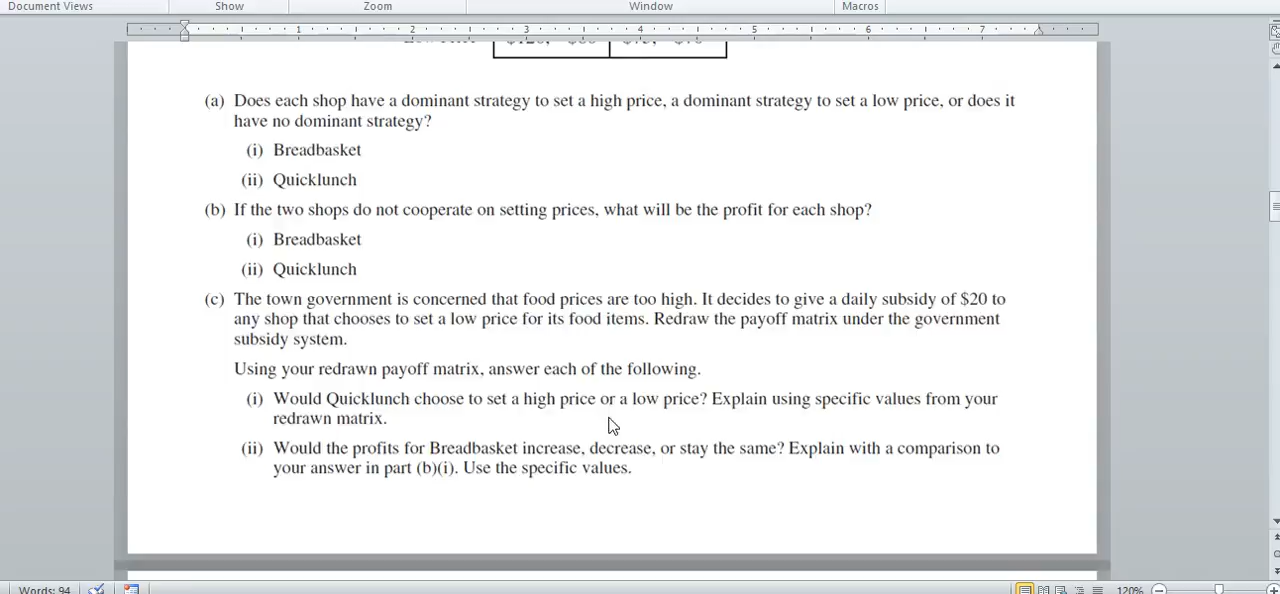 Document Views Show Zoom Window Macros
1 2 3 4 5 6 7
(a) Does each shop have a dominant strategy to set a high price, a dominant strategy to set a low price, or does it
have no dominant strategy?
(i) Breadbasket
(ii) Quicklunch
(b) If the two shops do not cooperate on setting prices, what will be the profit for each shop?
(i) Breadbasket
(ii) Quicklunch
(c) The town government is concerned that food prices are too high. It decides to give a daily subsidy of $20 to
any shop that chooses to set a low price for its food items. Redraw the payoff matrix under the government
subsidy system.
Using your redrawn payoff matrix, answer each of the following.
(i) Would Quicklunch choose to set a high price or a low price? Explain using specific values from your
redrawn matrix.
(ii) Would the profits for Breadbasket increase, decrease, or stay the same? Explain with a comparison to
your answer in part (b)(i). Use the specific values.
Words: 94 120%